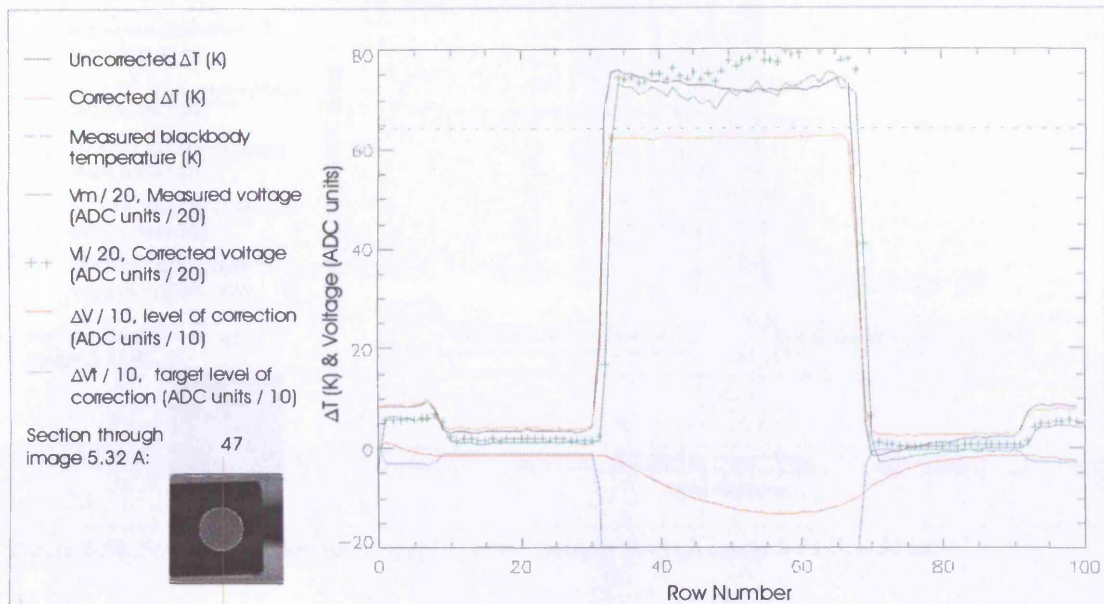 Uncorrected ΔT (K)
Corrected ΔT (K)
Measured blackbody
temperature (K)
Vm / 20, Measured voltage
(ADC units / 20)
Vi / 20, Corrected voltage
(ADC units / 20)
ΔV / 10, level of correction
(ADC units / 10)
ΔVt / 10, target level of
correction (ADC units / 10)
Section through
image 5.32 A:
47
ΔT (K) & Voltage (ADC units)
80
60
40
20
0
-20
0
20
40
60
80
100
Row Number